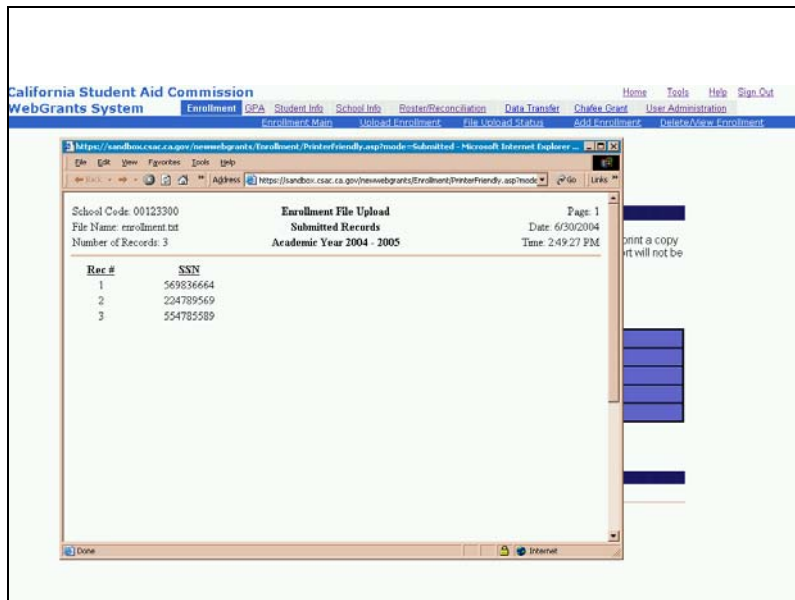 California Student Aid Commission
Home Tools Help Sign Out
WebGrants System
Enrollment GPA Student Info School Info Roster/Reconciliation Data Transfer Chafee Grant User Administration
Enrollment Main Upload Enrollment File Upload Status Add Enrollment Delete/View Enrollment
https://sandbox.csac.ca.gov/newwebgrants/Enrollment/PrinterFriendly.asp?mode=Submitted - Microsoft Internet Explorer ...
File Edit View Favorites Tools Help
Back Address https://sandbox.csac.ca.gov/newwebgrants/Enrollment/PrinterFriendly.asp?mode Go Links
School Code: 00123300 Enrollment File Upload Page: 1
File Name: enrollment.txt Submitted Records Date: 6/30/2004
Number of Records: 3 Academic Year 2004 - 2005 Time: 2:49:27 PM
print a copy
rt will not be
Rec # SSN
1 569836664
2 224789569
3 554785589
Done Internet